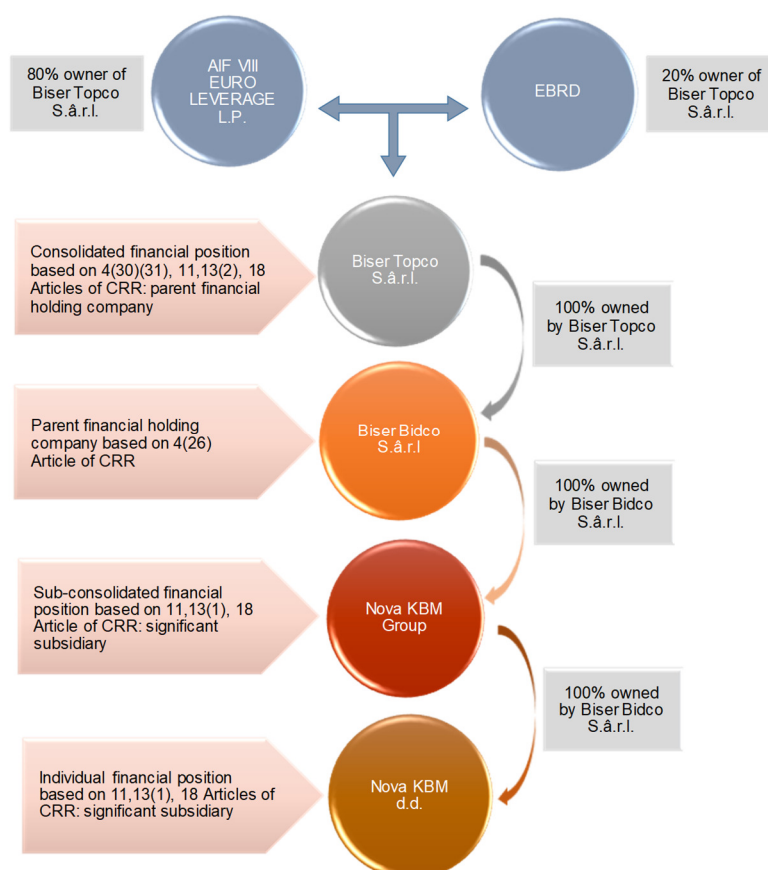 80% owner of
Biser Topco
S.â.r.l.
AIF VIII
EURO
LEVERAGE
L.P.
EBRD
20% owner of
Biser Topco
S.â.r.l.
Consolidated financial position
based on 4(30)(31), 11,13(2), 18
Articles of CRR: parent financial
holding company
Biser Topco
S.â.r.l.
100% owned
by Biser Topco
S.â.r.l.
Parent financial holding
company based on 4(26)
Article of CRR
Biser Bidco
S.â.r.l
100% owned
by Biser Bidco
S.â.r.l.
Sub-consolidated financial
position based on 11,13(1), 18
Article of CRR: significant
subsidiary
Nova KBM
Group
100% owned
by Biser Bidco
S.â.r.l.
Individual financial position
based on 11,13(1), 18 Articles of
CRR: significant subsidiary
Nova KBM
d.d.